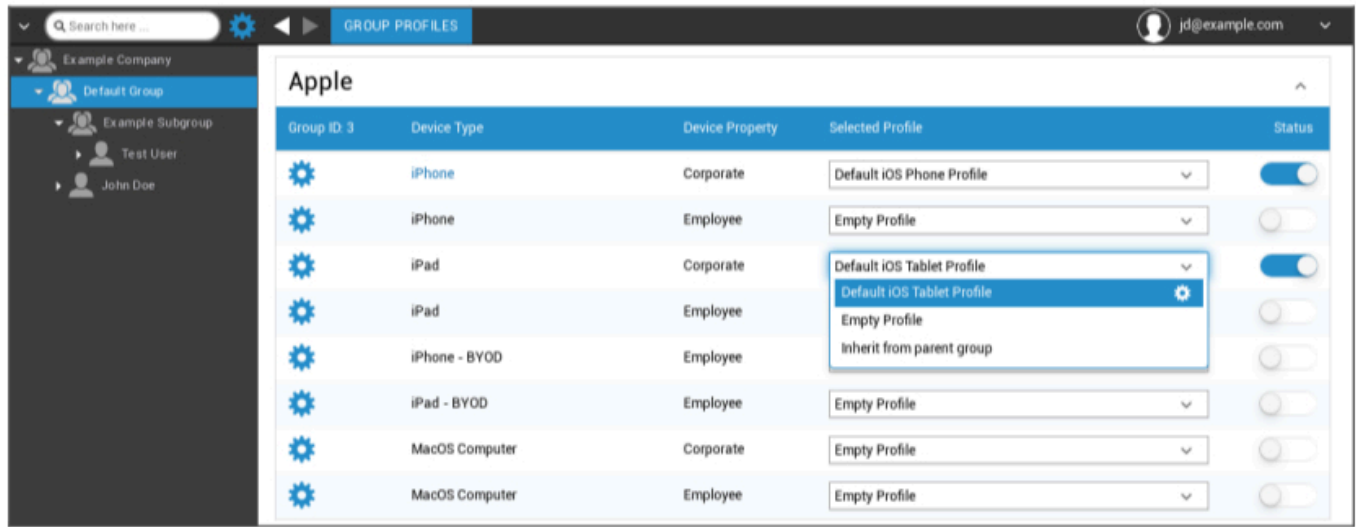 Search here ...
GROUP PROFILES
jd@example.com
Example Company
Default Group
Example Subgroup
Test User
John Doe
Apple
Group ID: 3 Device Type Device Property Selected Profile Status
iPhone Corporate Default iOS Phone Profile
iPhone Employee Empty Profile
iPad Corporate Default iOS Tablet Profile
Default iOS Tablet Profile
iPad Employee Empty Profile
Inherit from parent group
iPhone - BYOD Employee
iPad - BYOD Employee Empty Profile
MacOS Computer Corporate Empty Profile
MacOS Computer Employee Empty Profile